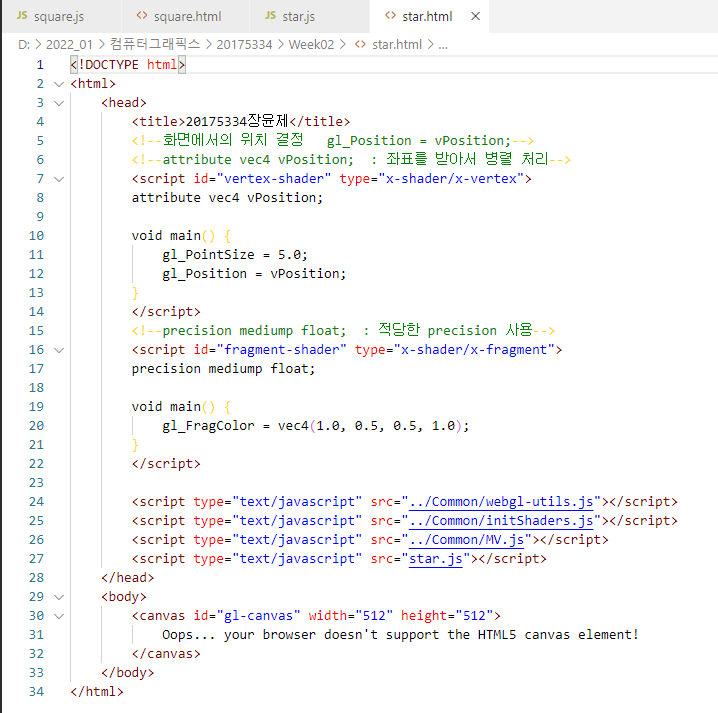 JS square.js <> square.html JS star.js <> star.html ×
D: > 2022_01 > 컴퓨터그래픽스 > 20175334 > Week02 > <> star.html > ...
1 <!DOCTYPE html>
2 <html>
3 <head>
4 <title>20175334장윤제</title>
5 <!--화면에서의 위치 결정   gl_Position = vPosition;-->
6 <!--attribute vec4 vPosition;  : 좌표를 받아서 병렬 처리-->
7 <script id="vertex-shader" type="x-shader/x-vertex">
8 attribute vec4 vPosition;
9
10 void main() {
11 gl_PointSize = 5.0;
12 gl_Position = vPosition;
13 }
14 </script>
15 <!--precision mediump float;  : 적당한 precision 사용-->
16 <script id="fragment-shader" type="x-shader/x-fragment">
17 precision mediump float;
18
19 void main() {
20 gl_FragColor = vec4(1.0, 0.5, 0.5, 1.0);
21 }
22 </script>
23
24 <script type="text/javascript" src="../Common/webgl-utils.js"></script>
25 <script type="text/javascript" src="../Common/initShaders.js"></script>
26 <script type="text/javascript" src="../Common/MV.js"></script>
27 <script type="text/javascript" src="star.js"></script>
28 </head>
29 <body>
30 <canvas id="gl-canvas" width="512" height="512">
31 Oops... your browser doesn't support the HTML5 canvas element!
32 </canvas>
33 </body>
34 </html>